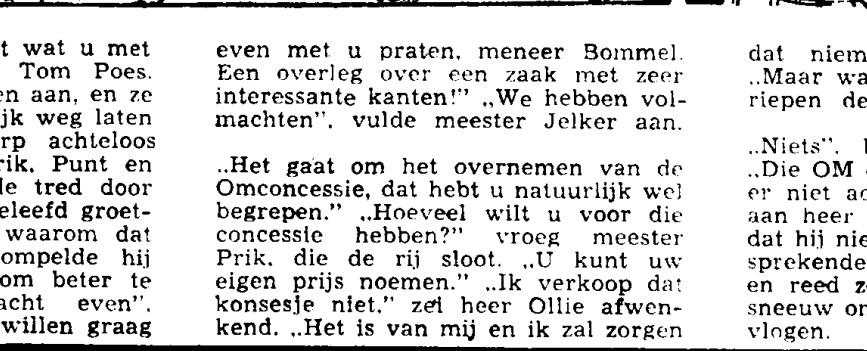 t wat u met
Tom Poes.
en aan, en ze
jk weg laten
rp achteloos
rik, Punt en
le tred door
eleefd groet-
waarom dat
ompelde hij
om beter te
acht even",
willen graag
even met u praten, meneer Bommel.
Een overleg over een zaak met zeer
interessante kanten!" „We hebben vol-
machten", vulde meester Jelker aan.
„Het gaat om het overnemen van de
Omconcessie, dat hebt u natuurlijk wel
begrepen." „Hoeveel wilt u voor die
concessie hebben?" vroeg meester
Prik, die de rij sloot. „U kunt uw
eigen prijs noemen." „Ik verkoop dat
konsesje niet," zei heer Ollie afwen-
kend. „Het is van mij en ik zal zorgen
dat niem
„Maar wa
riepen de
„Niets",
„Die OM
er niet ac
aan heer
dat hij nie
sprekende
en reed z
sneeuw or
vlogen.